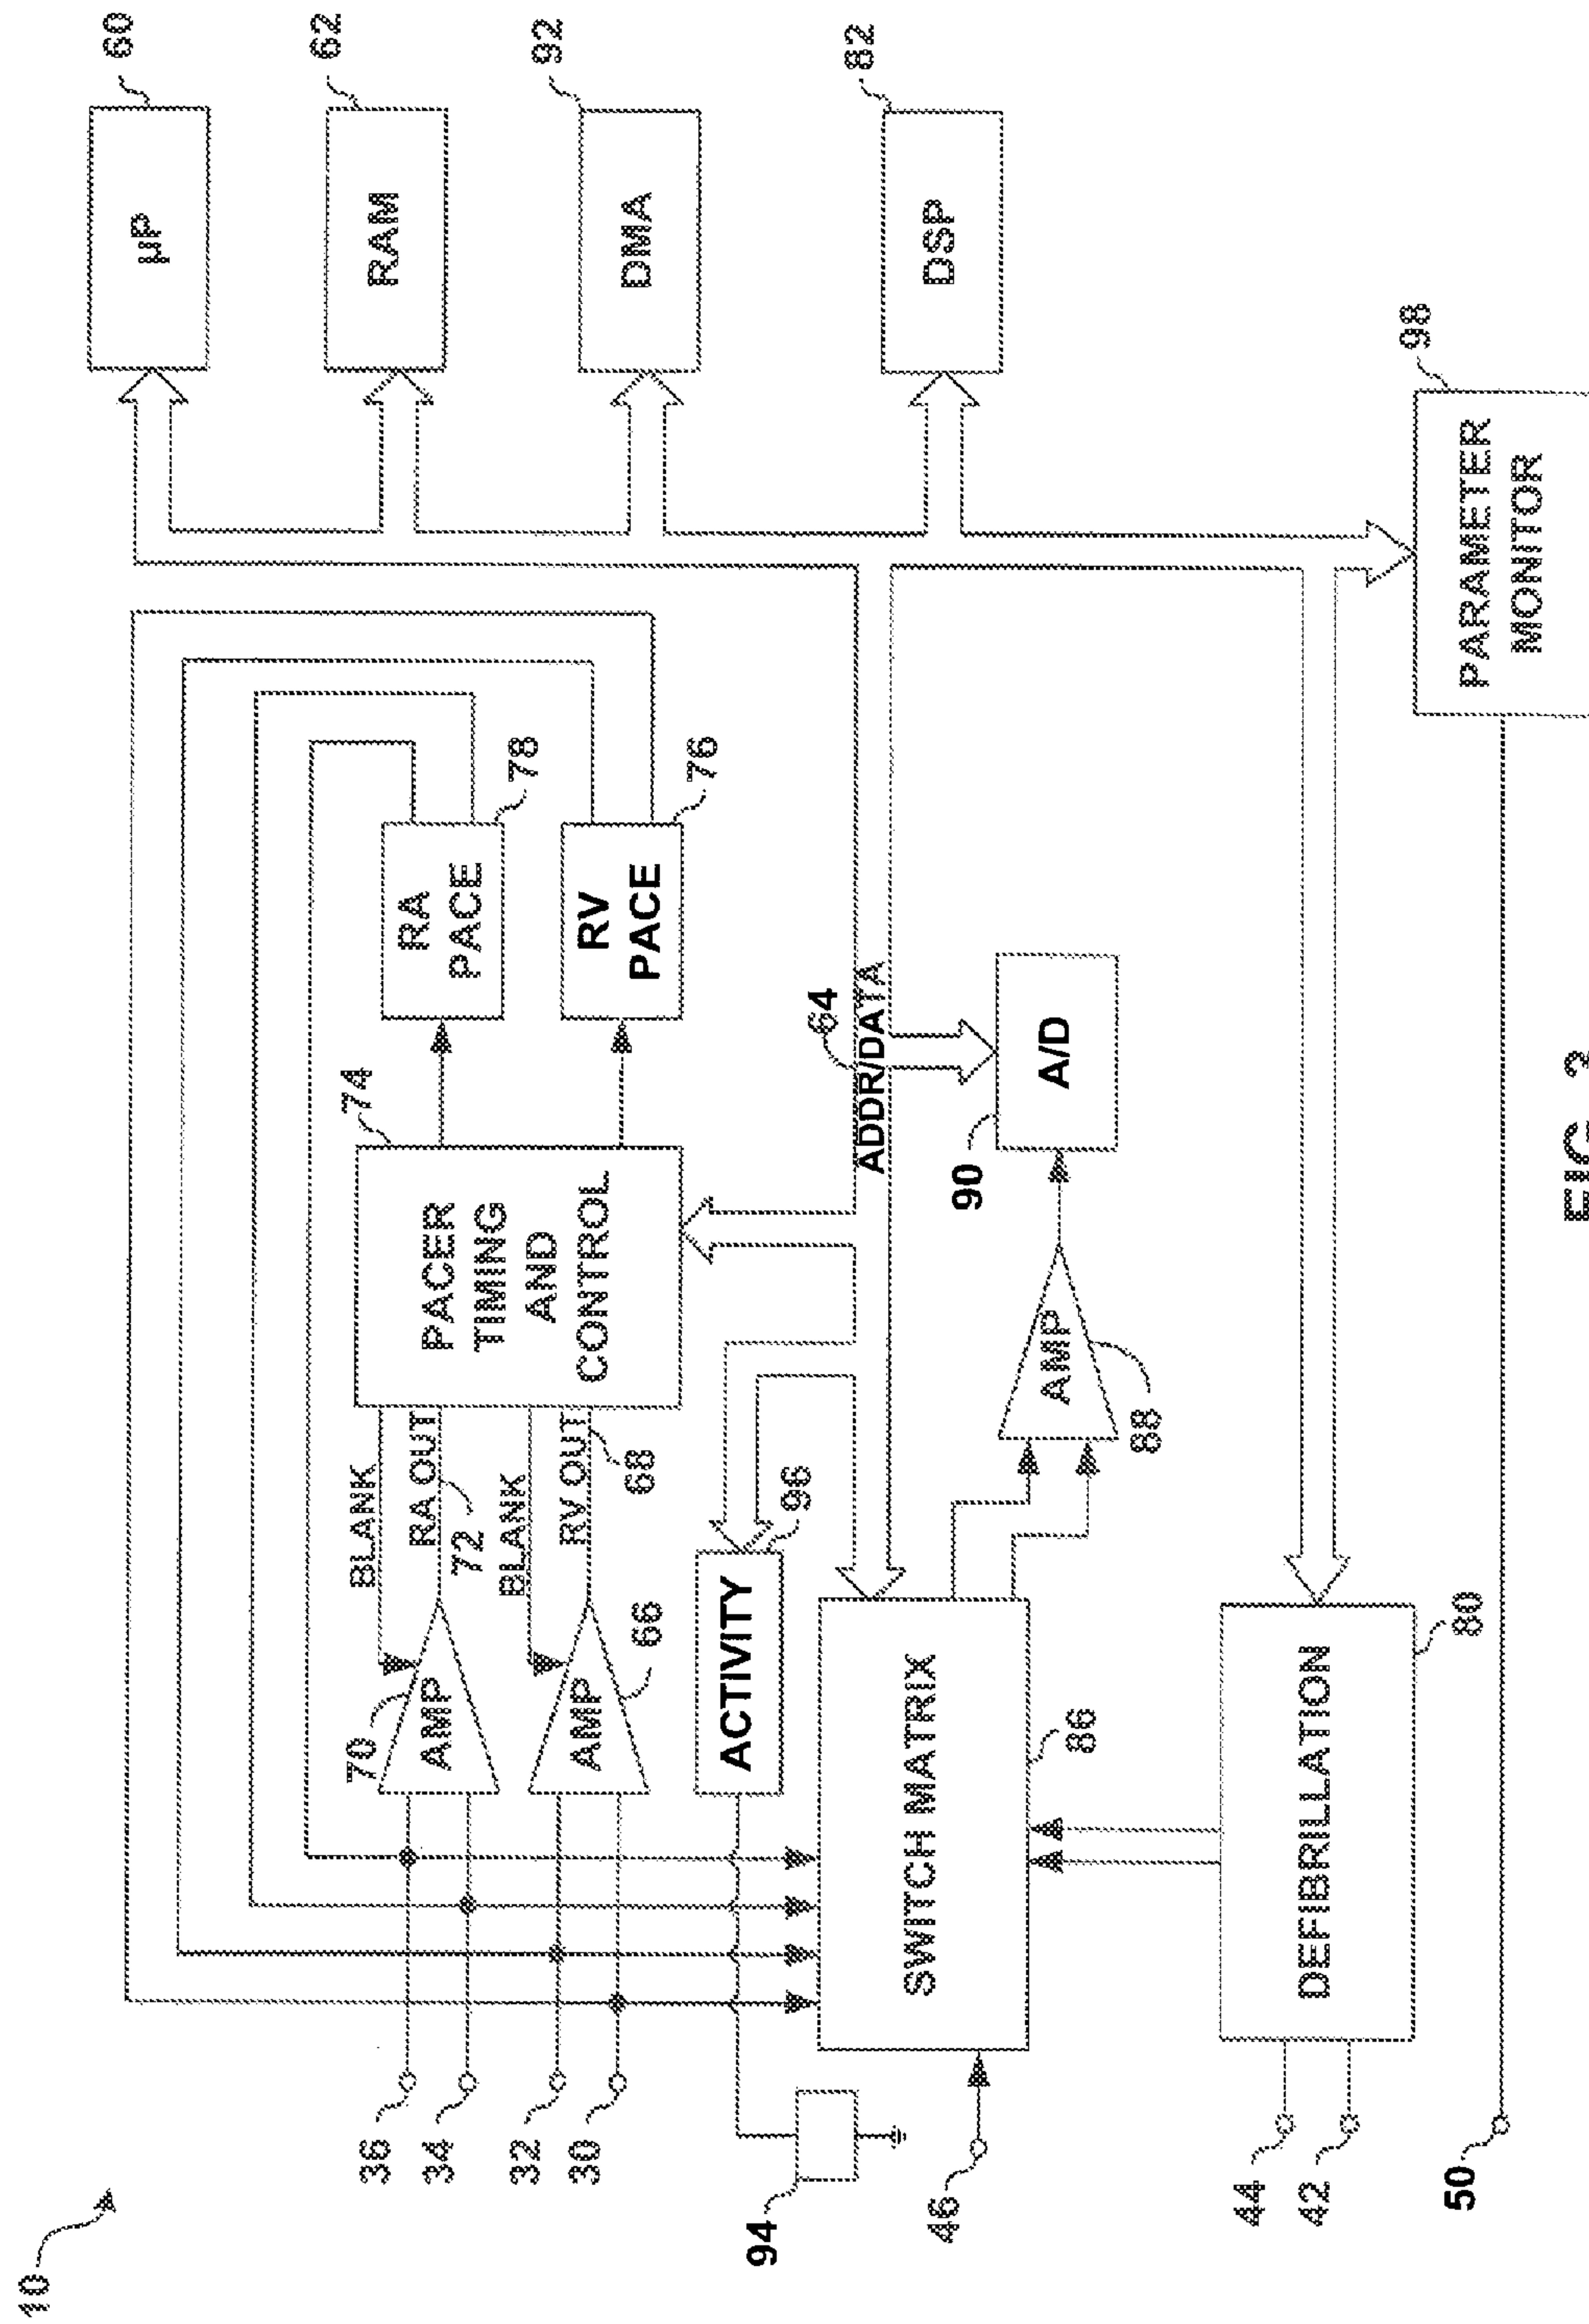 10
36
34
32
30
94
46
44
42
50
70
AMP
BLANK
RA OUT
72
AMP
66
BLANK
RV OUT
68
PACER
TIMING
AND
CONTROL
74
RA
PACE
78
RV
PACE
76
ACTIVITY
96
SWITCH MATRIX
86
DEFIBRILLATION
80
AMP
88
A/D
90
64
ADDR/DATA
µP
60
RAM
62
DMA
92
DSP
82
PARAMETER
MONITOR
98
FIG. 3